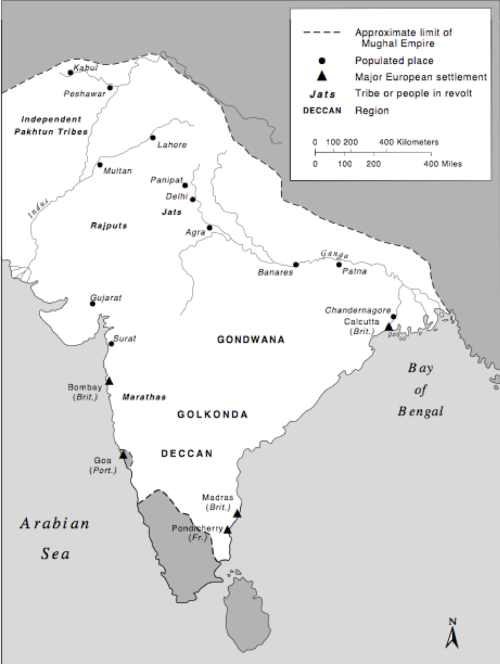 Approximate limit of
Mughal Empire
Populated place
Major European settlement
Jats Tribe or people in revolt
DECCAN Region
0 100 200 400 Kilometers
0 100 200 400 Miles
Kabul
Peshawar
Independent
Pakhtun Tribes
Lahore
Multan
Panipat
Delhi
Jats
Indus
Rajputs
Agra
Ganga
Banares
Patna
Gujarat
Chandernagore
Calcutta
(Brit.)
Surat
GONDWANA
Bay
of
Bengal
Bombay
(Brit.)
Marathas
GOLKONDA
DECCAN
Goa
(Port.)
Madras
(Brit.)
Arabian
Sea
Pondicherry
(Fr.)
N